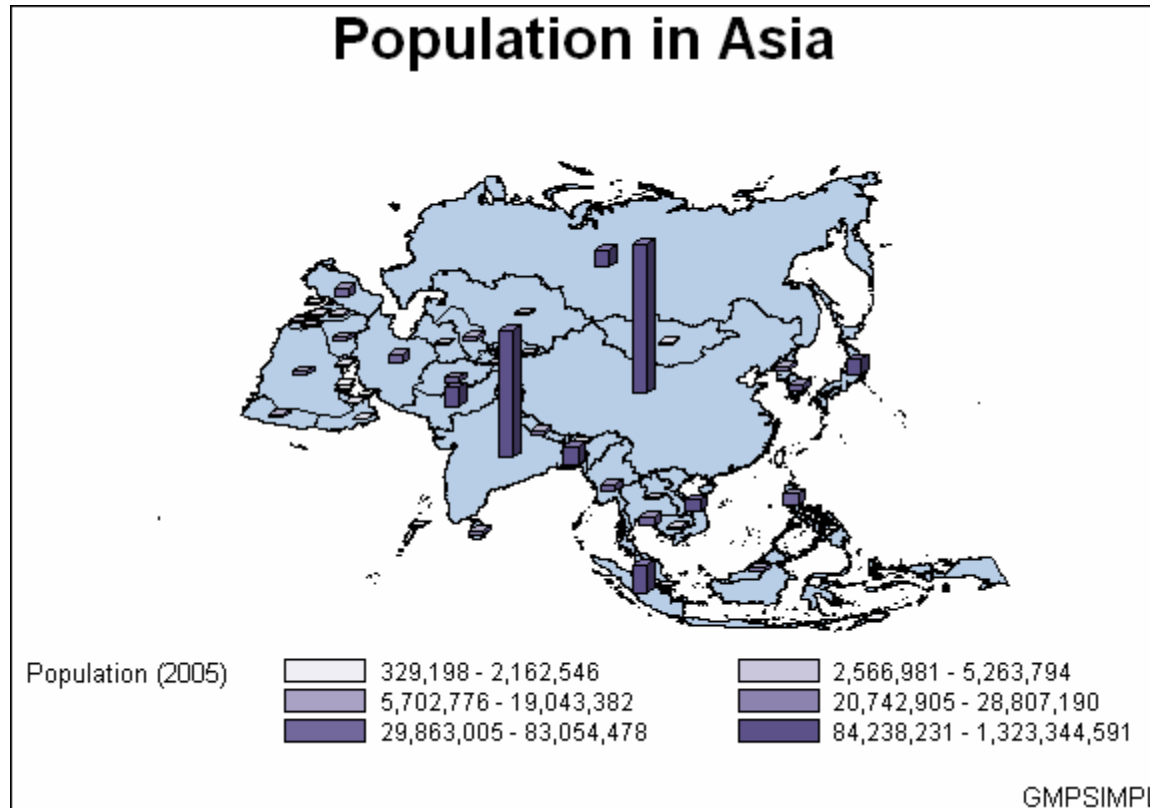 Population in Asia
Population (2005)
329,198 - 2,162,546
2,566,981 - 5,263,794
5,702,776 - 19,043,382
20,742,905 - 28,807,190
29,863,005 - 83,054,478
84,238,231 - 1,323,344,591
GMPSIMPL